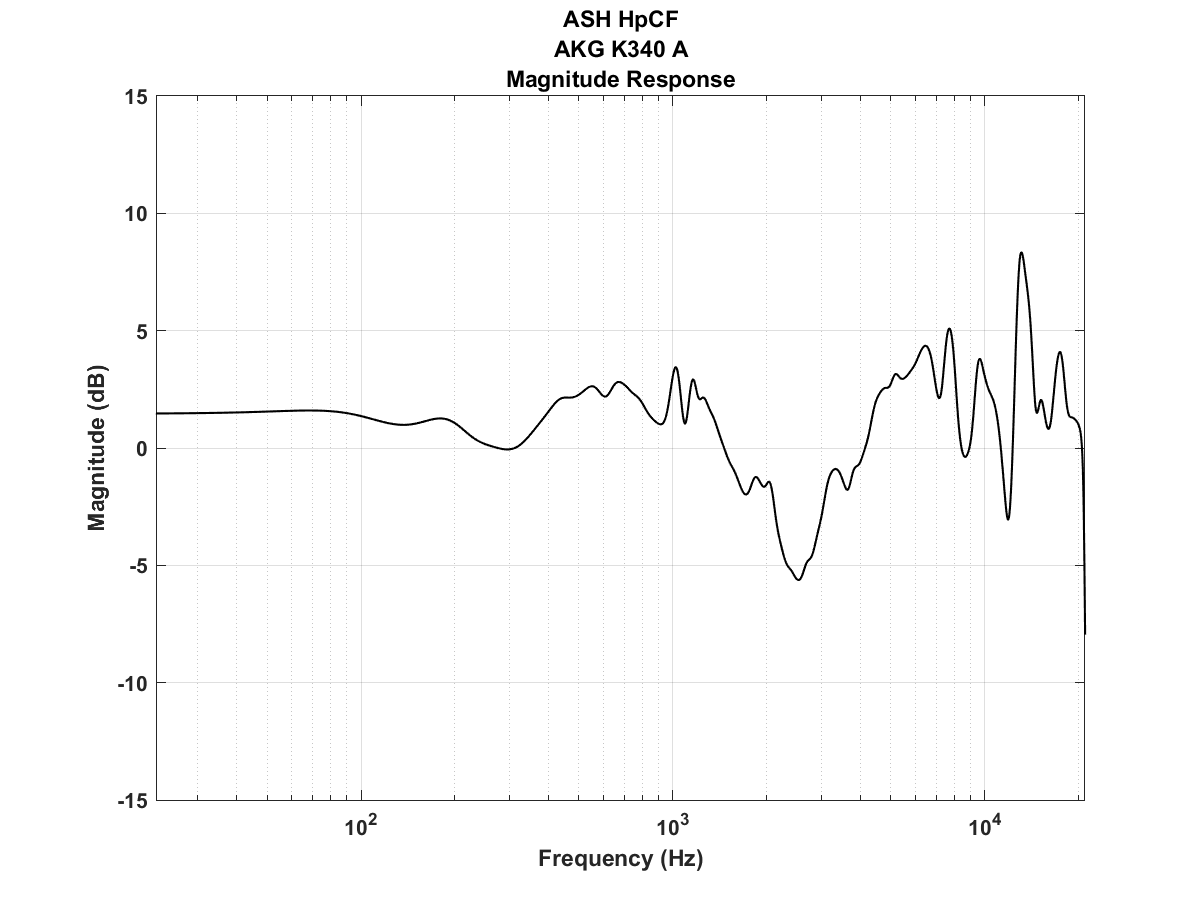 ASH HpCF
AKG K340 A
Magnitude Response
15
10
5
0
-5
-10
-15
Magnitude (dB)
10² 10³ 10⁴
Frequency (Hz)